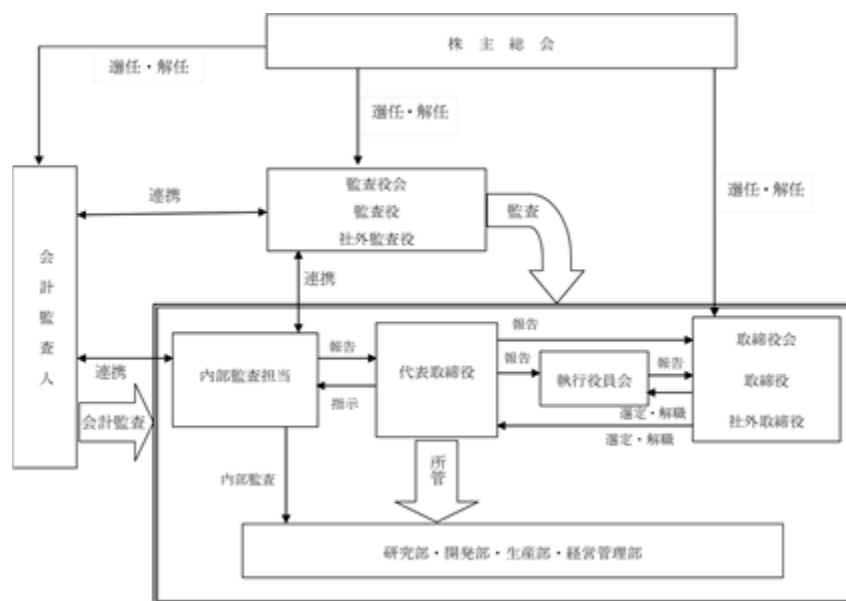 株主総会
選任・解任
選任・解任
選任・解任
監査役会
監査役
社外監査役
連携
監査
会計監査人
連携
連携
会計監査
内部監査担当
報告
指示
代表取締役
報告
報告
執行役員会
報告
選定・解職
選定・解職
取締役会
取締役
社外取締役
内部監査
所管
研究部・開発部・生産部・経営管理部